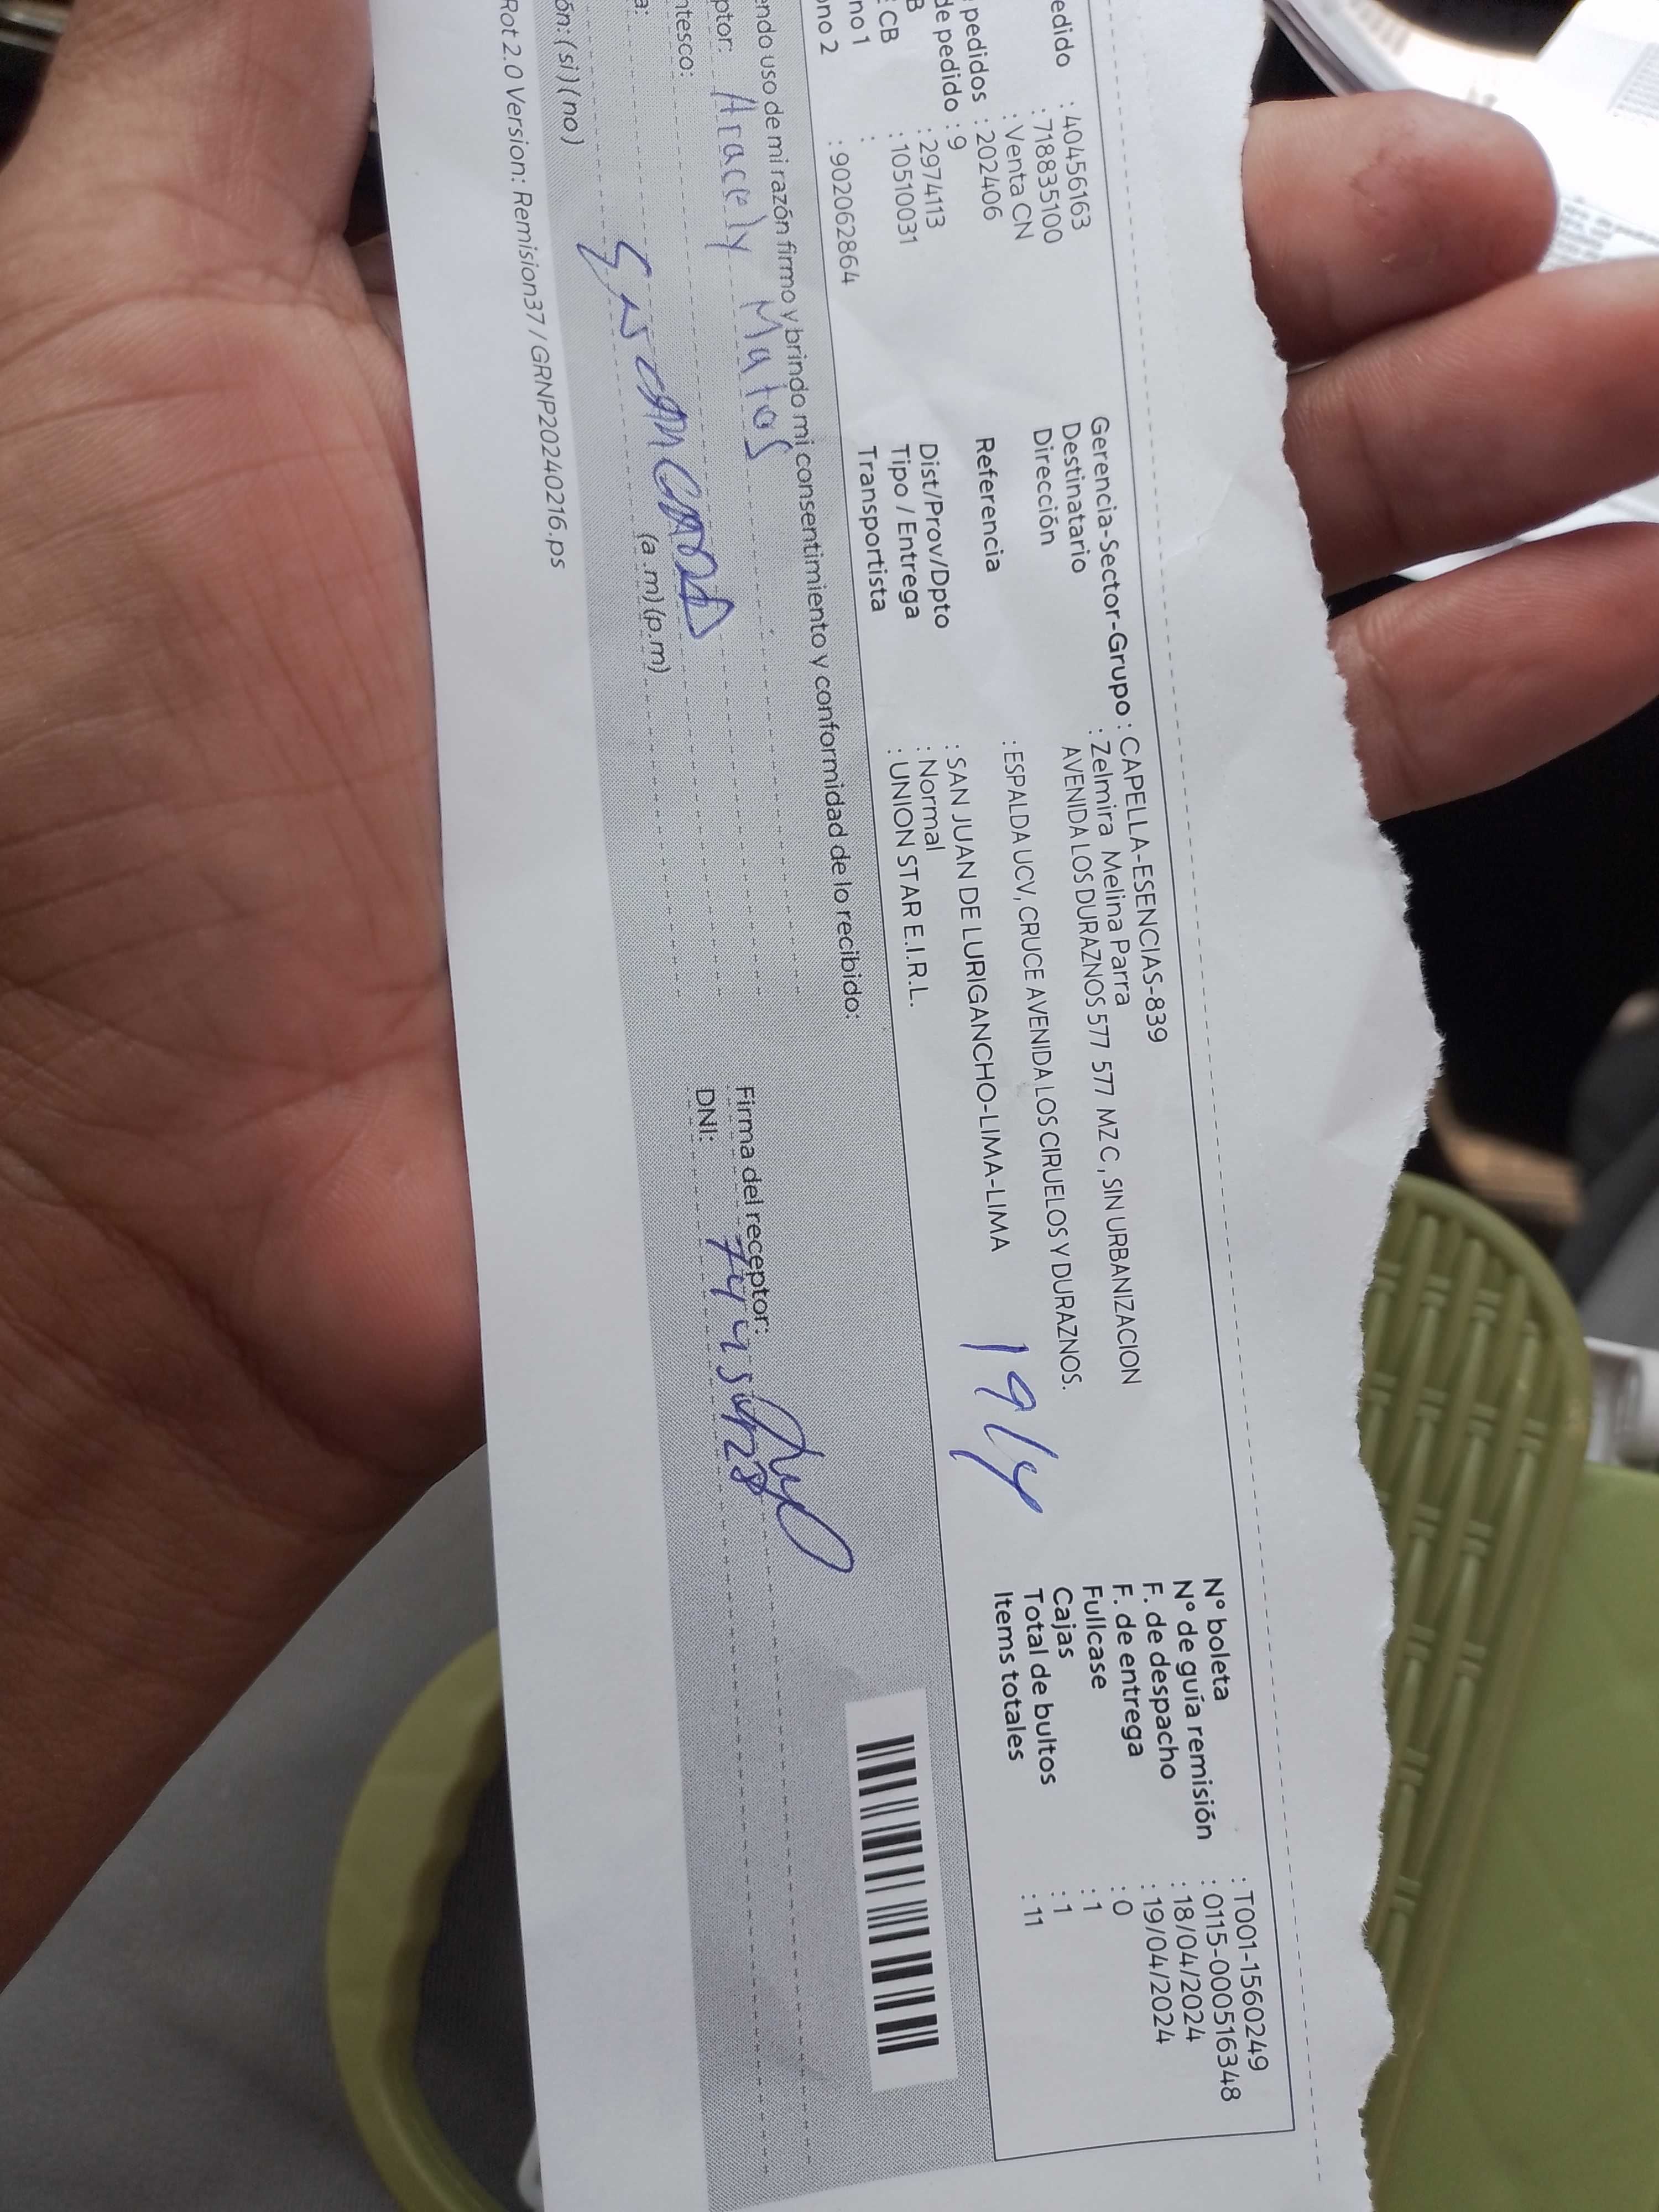 edido : 40456163
: 718835100
: Venta CN
pedidos : 202406
de pedido : 9
B : 2974113
CB : 10510031
no 1 :
ono 2 : 902062864
Gerencia-Sector-Grupo : CAPELLA-ESENCIAS-839
Destinatario : Zelmira Melina Parra
Dirección AVENIDA LOS DURAZNOS 577 577 MZ C , SIN URBANIZACION
Referencia : ESPALDA UCV, CRUCE AVENIDA LOS CIRUELOS Y DURAZNOS.
Dist/Prov/Dpto : SAN JUAN DE LURIGANCHO-LIMA-LIMA
Tipo / Entrega : Normal
Transportista : UNION STAR E.I.R.L.
19/4
N° boleta : T001-1560249
N° de guía remisión : 0115-000516348
F. de despacho : 18/04/2024
F. de entrega : 19/04/2024
Fullcase : 0
Cajas : 1
Total de bultos : 1
Items totales : 11
endo uso de mi razón firmo y brindo mi consentimiento y conformidad de lo recibido:
ptor: Aracely Matos
ntesco:
a: (a .m) (p.m)
ón: (si) (no)
Firma del receptor:
DNI:
Rot 2.0 Version: Remision37 / GRNP20240216.ps